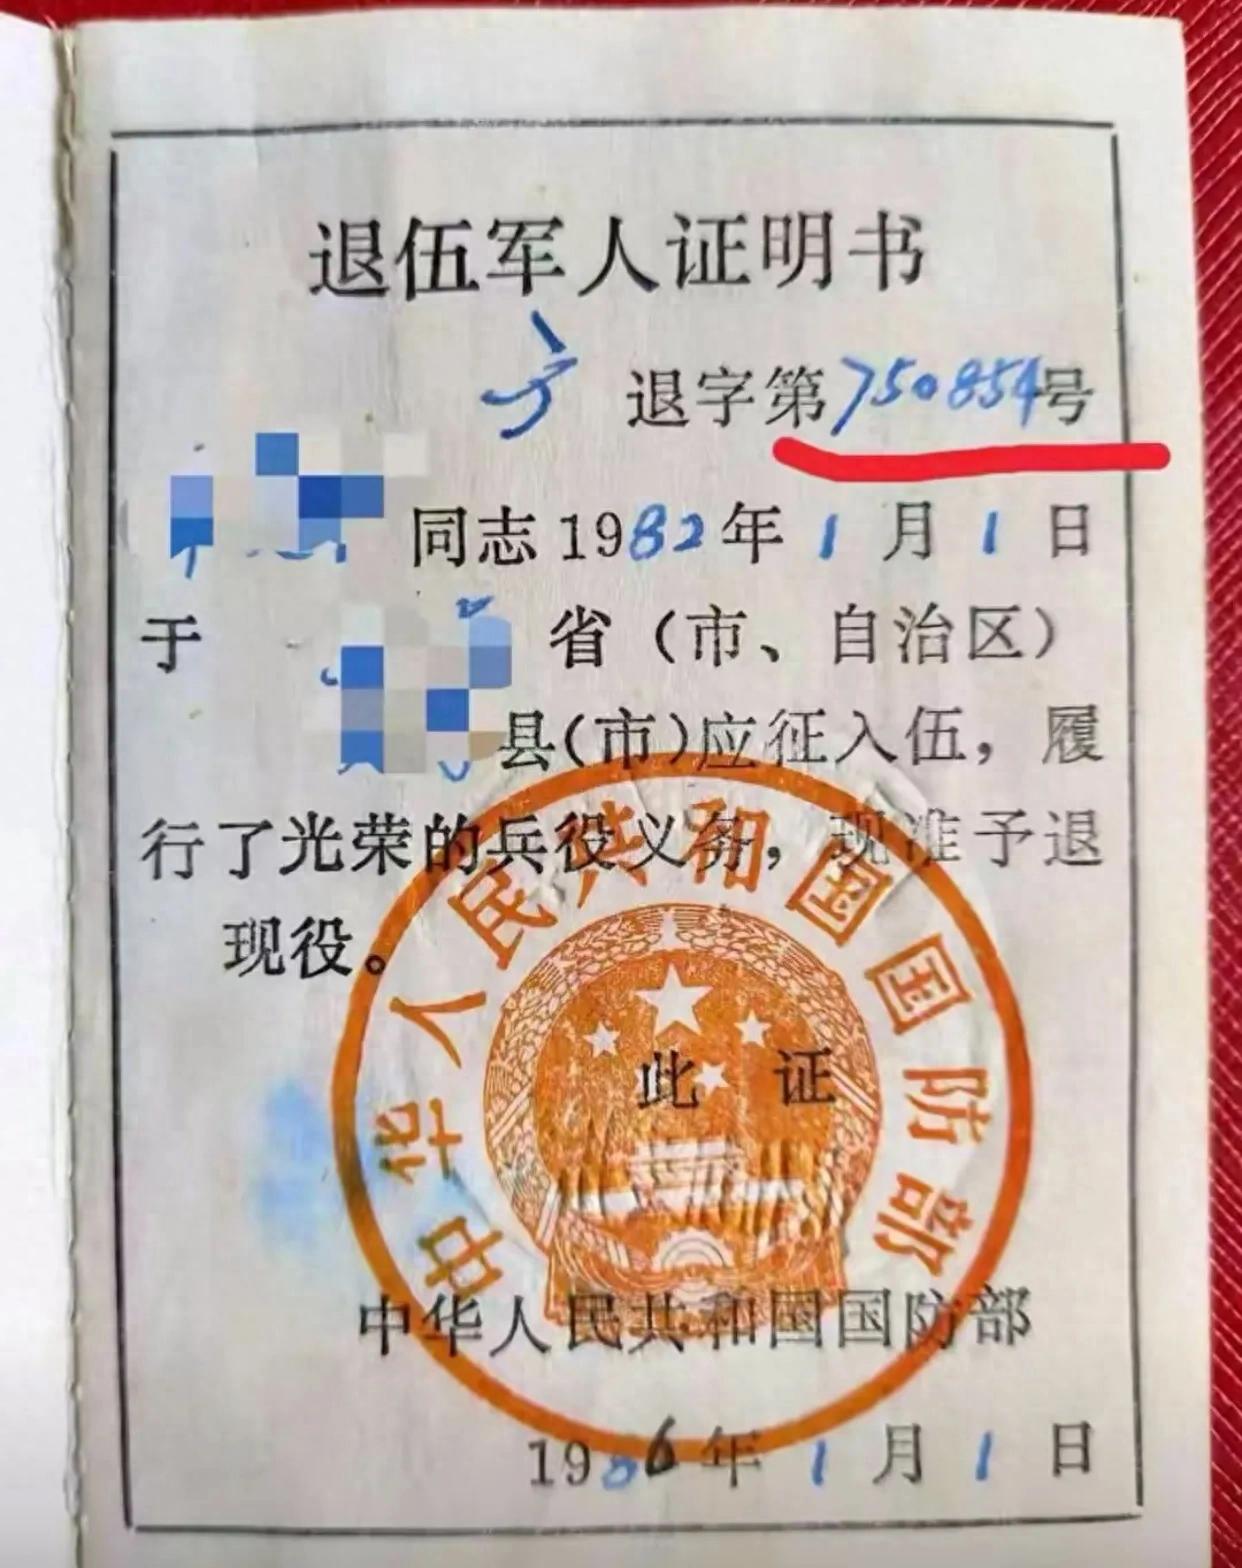 退伍军人证明书
方 退字第750854号
同志1982年1月1日
于 省（市、自治区）
县(市)应征入伍，履
行了光荣的兵役义务，现准予退
现役。
此 证
中华人民共和国国防部
中华人民共和国国防部
1986年1月1日